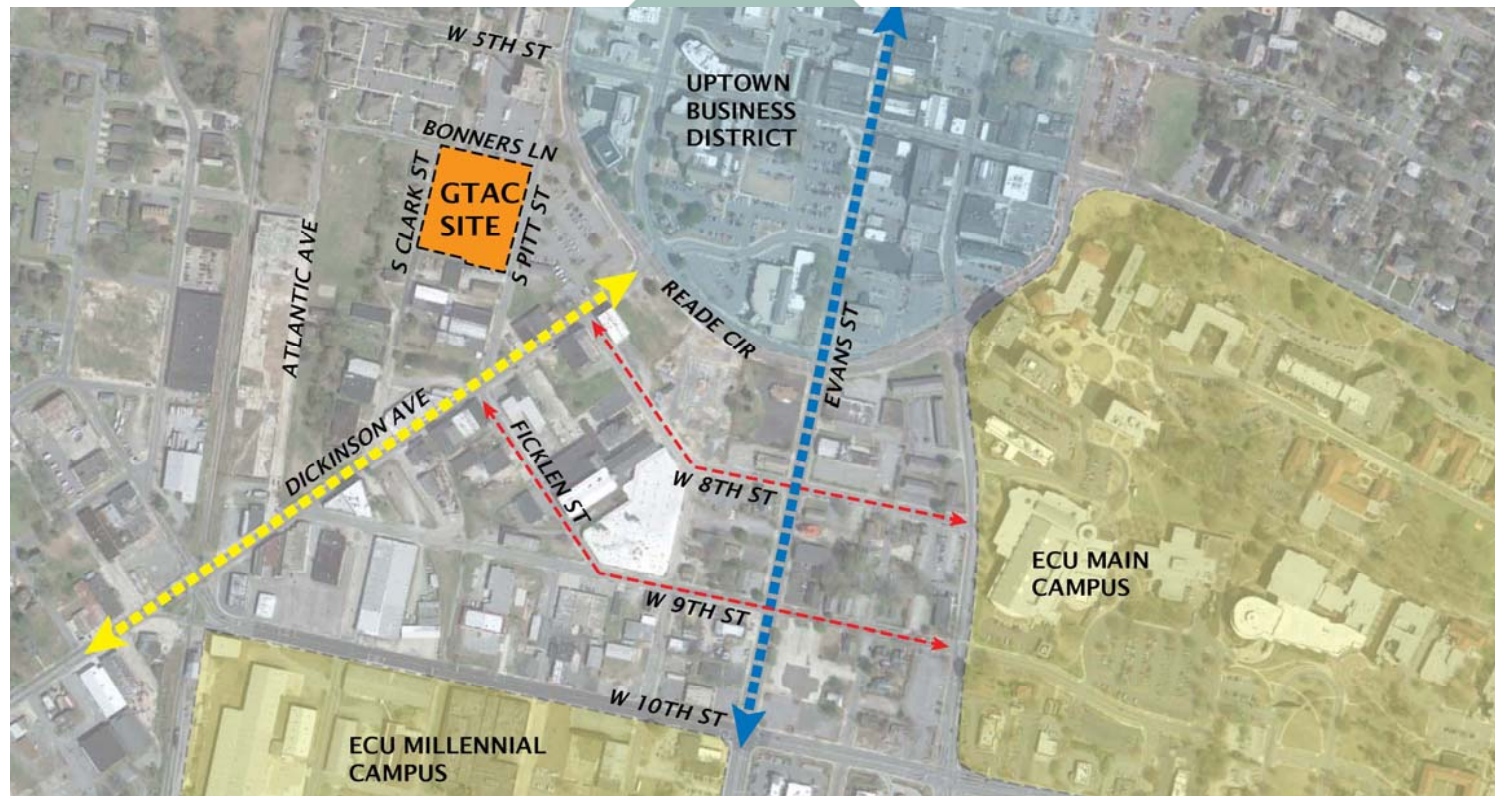 W 5TH ST
UPTOWN
BUSINESS
DISTRICT
BONNERS LN
S CLARK ST
GTAC
SITE
S PITT ST
ATLANTIC AVE
READE CIR
EVANS ST
DICKINSON AVE
FICKLEN ST
W 8TH ST
ECU MAIN
CAMPUS
W 9TH ST
W 10TH ST
ECU MILLENNIAL
CAMPUS